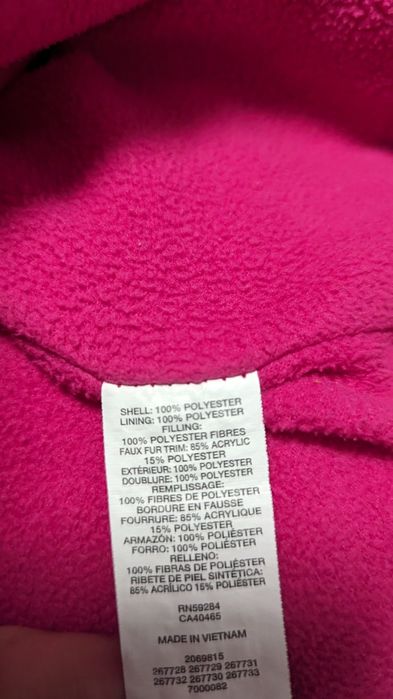 SHELL: 100% POLYESTER
LINING: 100% POLYESTER
FILLING:
100% POLYESTER FIBRES
FAUX FUR TRIM: 85% ACRYLIC
15% POLYESTER
EXTÉRIEUR: 100% POLYESTER
DOUBLURE: 100% POLYESTER
REMPLISSAGE:
100% FIBRES DE POLYESTER
BORDURE EN FAUSSE
FOURRURE: 85% ACRYLIQUE
15% POLYESTER
ARMAZÓN: 100% POLIÉSTER
FORRO: 100% POLIÉSTER
RELLENO:
100% FIBRAS DE POLIÉSTER
RIBETE DE PIEL SINTÉTICA:
85% ACRÍLICO 15% POLIÉSTER
RN59284
CA40465
MADE IN VIETNAM
2069815
267728 267729 267731
267732 267730 267733
7000082